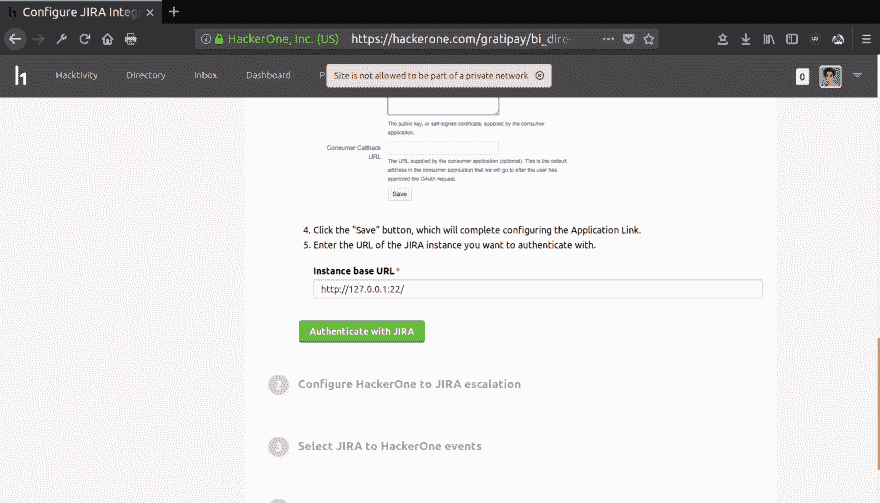 Configure JIRA Integ
HackerOne, Inc. (US) https://hackerone.com/gratipay/bi_dire
Hacktivity Directory Inbox Dashboard P Site is not allowed to be part of a private network 0
The public key, or self-signed certificate, supplied by the consumer
application.
Consumer Callback
URL
The URL supplied by the consumer application (optional). This is the default
address in the consumer application that we will go to after the user has
approved the OAuth request.
Save
4. Click the "Save" button, which will complete configuring the Application Link.
5. Enter the URL of the JIRA instance you want to authenticate with.
Instance base URL*
http://127.0.0.1:22/
Authenticate with JIRA
2 Configure HackerOne to JIRA escalation
3 Select JIRA to HackerOne events